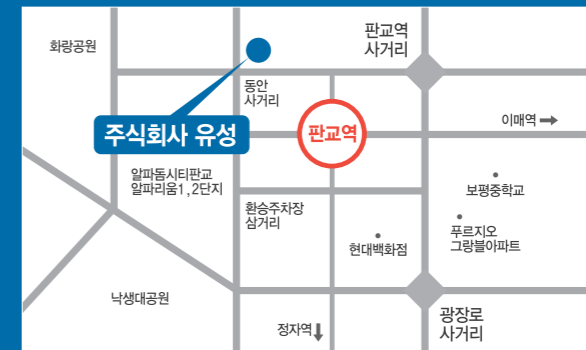 화랑공원
판교역
사거리
동안
사거리
이매역
주식회사 유성
판교역
알파돔시티판교
알파리움1,2단지
보평중학교
환승주차장
삼거리
푸르지오
그랑블아파트
현대백화점
낙생대공원
정자역
광장로
사거리